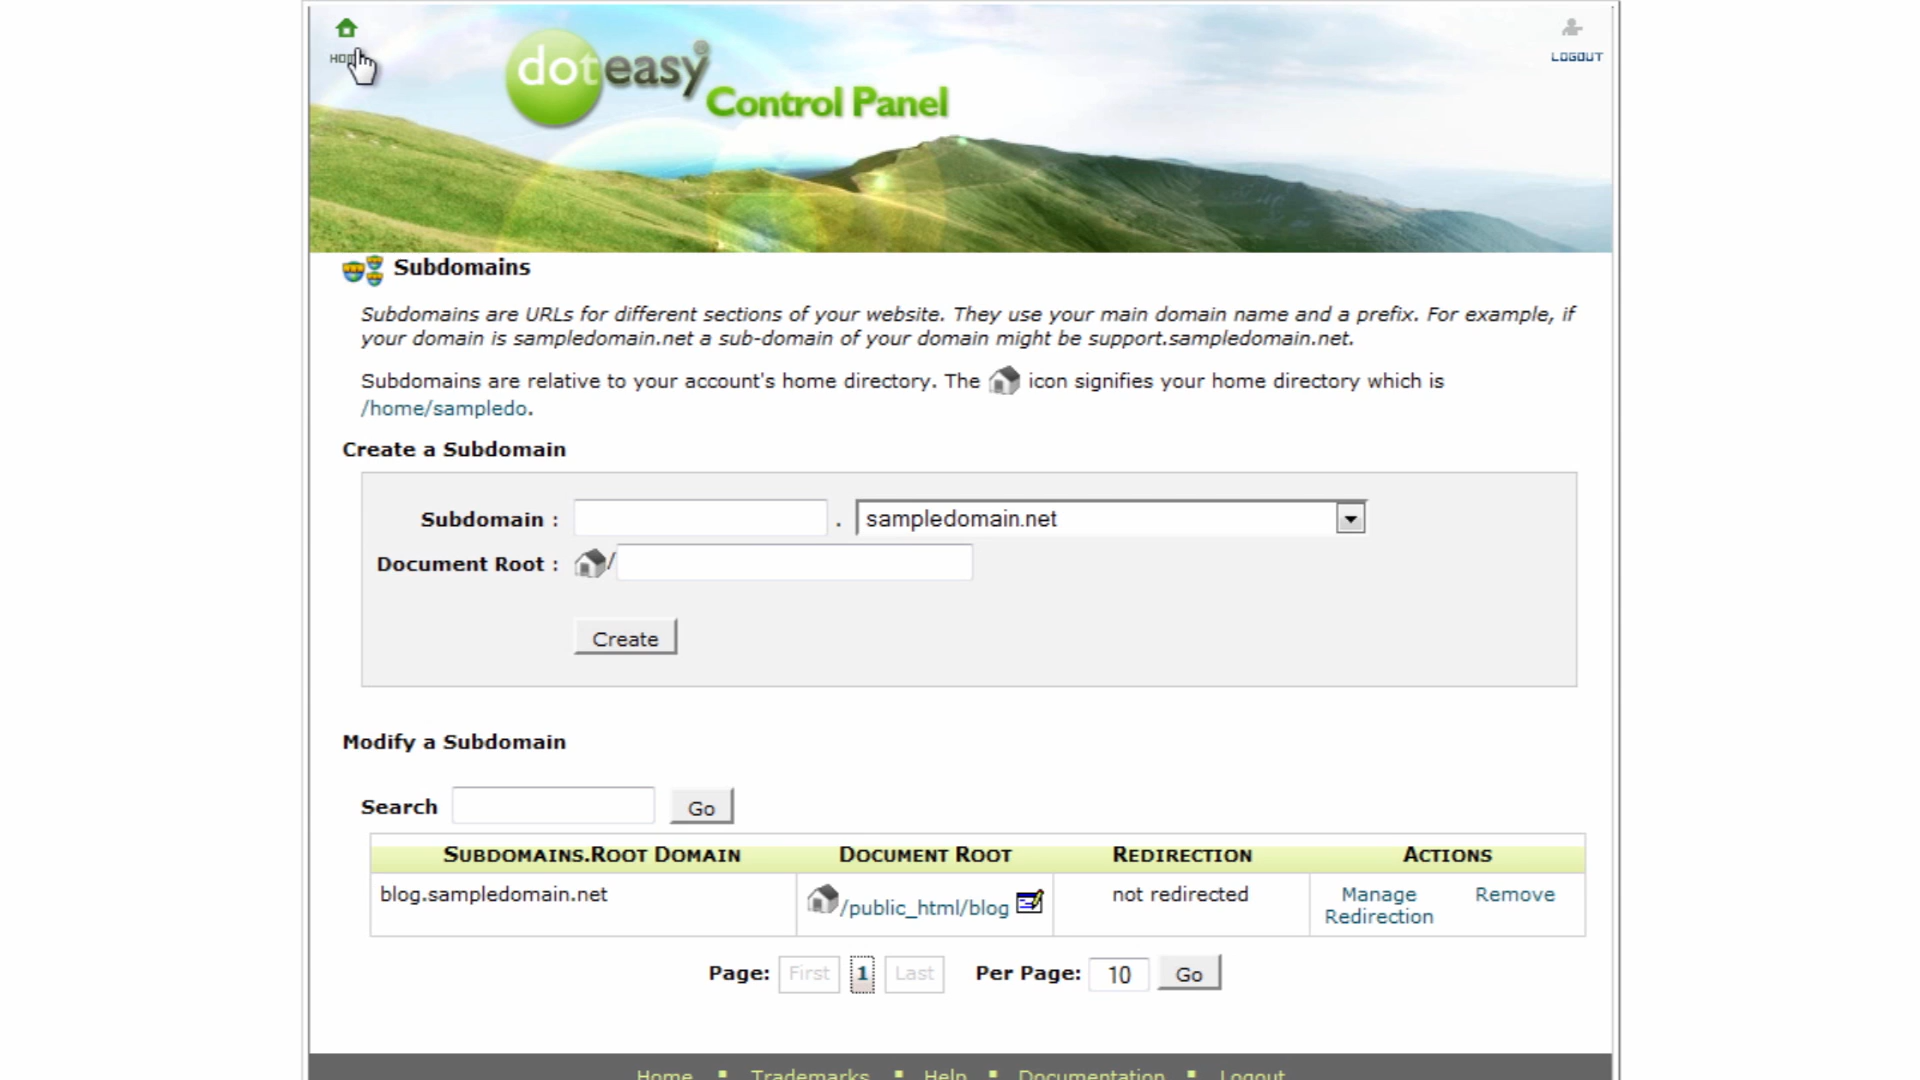 HOME
LOGOUT
doteasy®
Control Panel
Subdomains
Subdomains are URLs for different sections of your website. They use your main domain name and a prefix. For example, if
your domain is sampledomain.net a sub-domain of your domain might be support.sampledomain.net.
Subdomains are relative to your account's home directory. The icon signifies your home directory which is
/home/sampledo.
Create a Subdomain
Subdomain : . sampledomain.net
Document Root : /
Create
Modify a Subdomain
Search Go
SUBDOMAINS.ROOT DOMAIN DOCUMENT ROOT REDIRECTION ACTIONS
blog.sampledomain.net /public_html/blog not redirected Manage Redirection Remove
Page: First 1 Last Per Page: 10 Go
Home ▪ Trademarks ▪ Help ▪ Documentation ▪ Logout